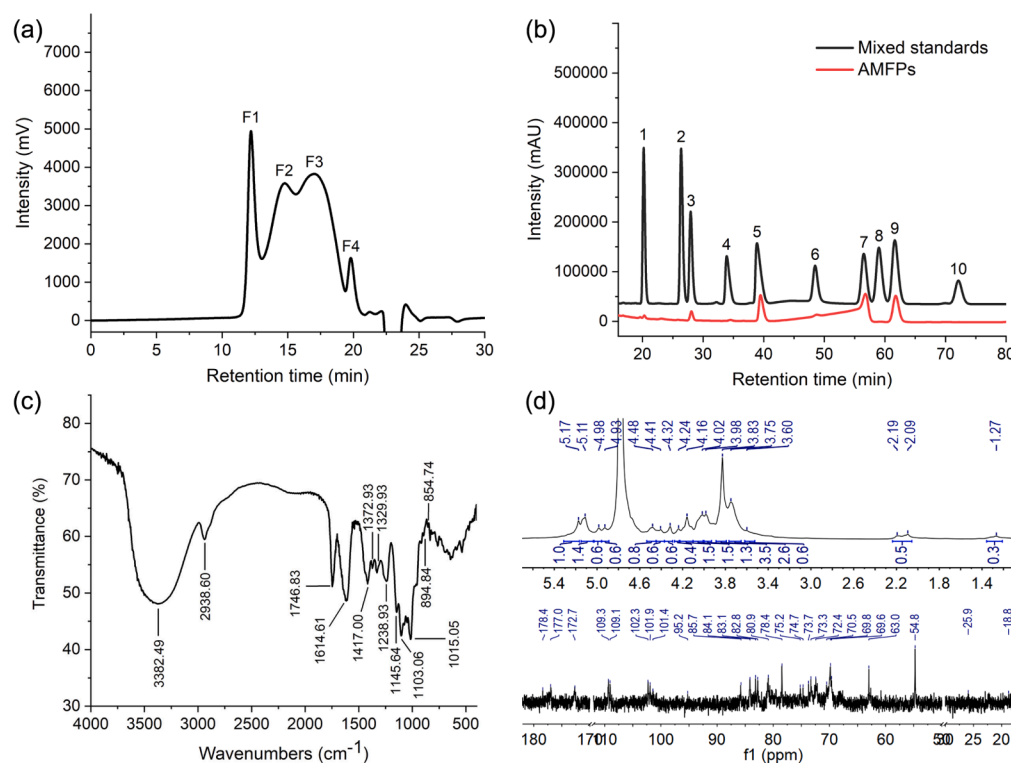 (a)
7000
6000
5000
4000
3000
2000
1000
0
Intensity (mV)
F1
F2
F3
F4
0 5 10 15 20 25 30
Retention time (min)
(b)
Mixed standards
AMFPs
500000
400000
300000
200000
100000
0
Intensity (mAU)
1 2 3 4 5 6 7 8 9 10
20 30 40 50 60 70 80
Retention time (min)
(c)
80
70
60
50
40
30
Transmittance (%)
3382.49
2938.60
1746.83
1614.61
1417.00
1372.93
1329.93
1238.93
1145.64
1103.06
1015.05
894.84
854.74
4000 3500 3000 2500 2000 1500 1000 500
Wavenumbers (cm-1)
(d)
5.17 5.11 4.98 4.93 4.48 4.41 4.32 4.24 4.16 4.02 3.98 3.83 3.75 3.60 2.19 2.09 1.27
1.0 1.4 0.6 0.6 0.8 0.6 0.6 0.4 1.5 1.5 1.3 3.5 2.6 0.6 0.5 0.3
5.4 5.0 4.6 4.2 3.8 3.4 2.2 1.8 1.4
178.4 177.0 172.7 109.3 109.1 102.3 101.9 101.4 95.2 85.7 84.1 83.1 82.8 80.9 78.4 75.2 74.7 73.7 73.3 72.4 70.5 69.8 69.6 63.0 54.8 25.9 18.8
182 171 110 100 90 80 70 60 50 30 25 20
f1 (ppm)